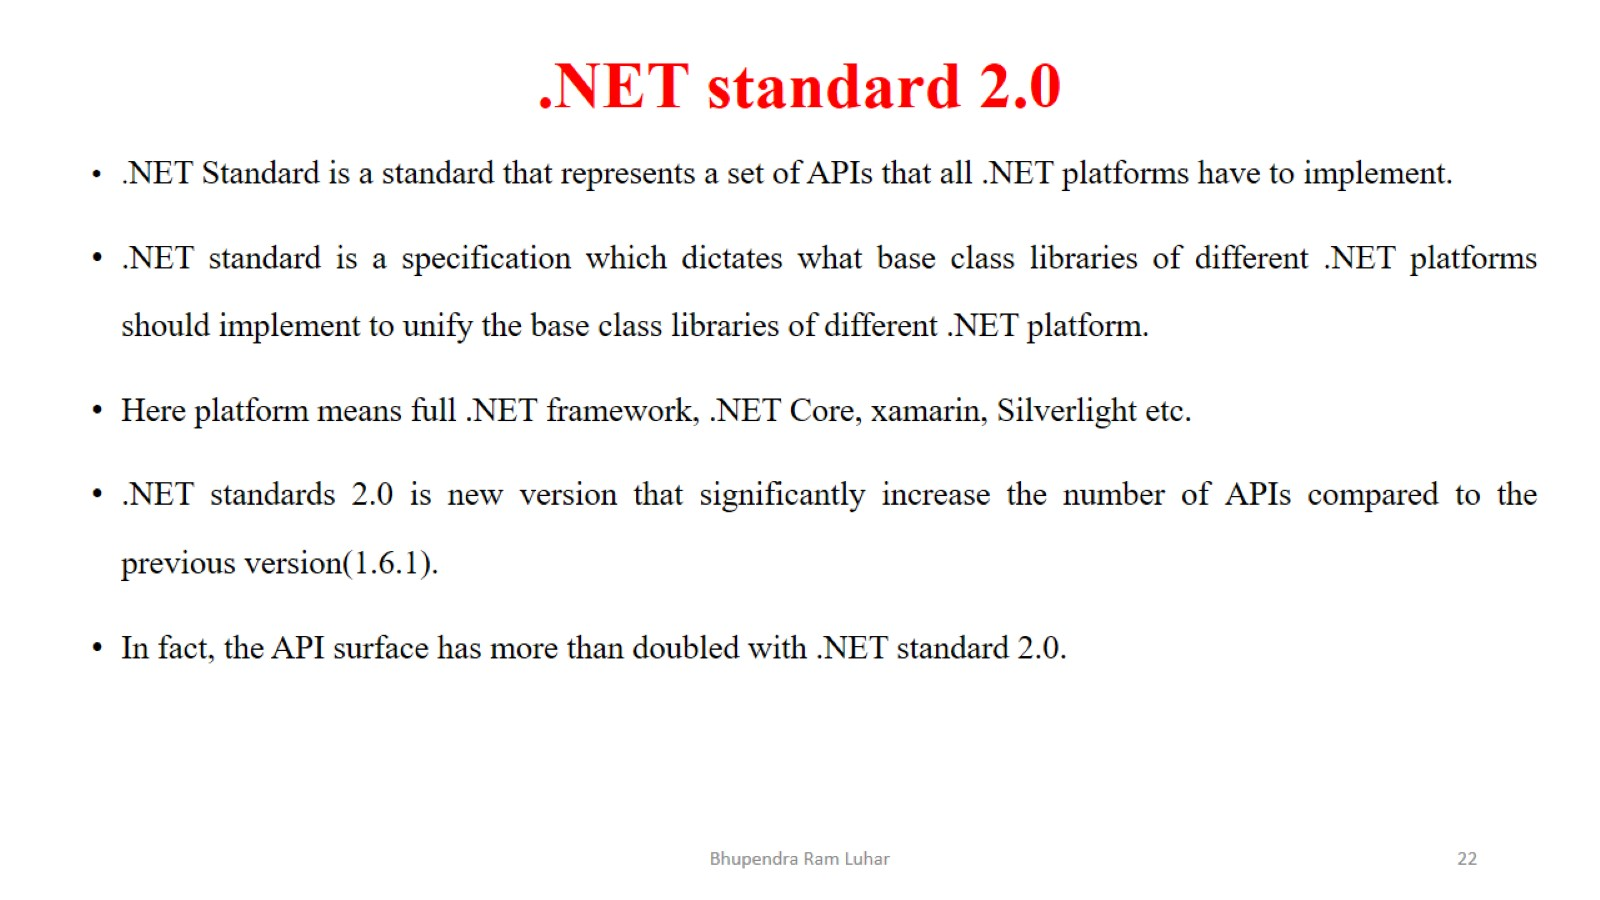 .NET standard 2.0
• .NET Standard is a standard that represents a set of APIs that all .NET platforms have to implement.
• .NET standard is a specification which dictates what base class libraries of different .NET platforms
should implement to unify the base class libraries of different .NET platform.
• Here platform means full .NET framework, .NET Core, xamarin, Silverlight etc.
• .NET standards 2.0 is new version that significantly increase the number of APIs compared to the
previous version(1.6.1).
• In fact, the API surface has more than doubled with .NET standard 2.0.
Bhupendra Ram Luhar
22